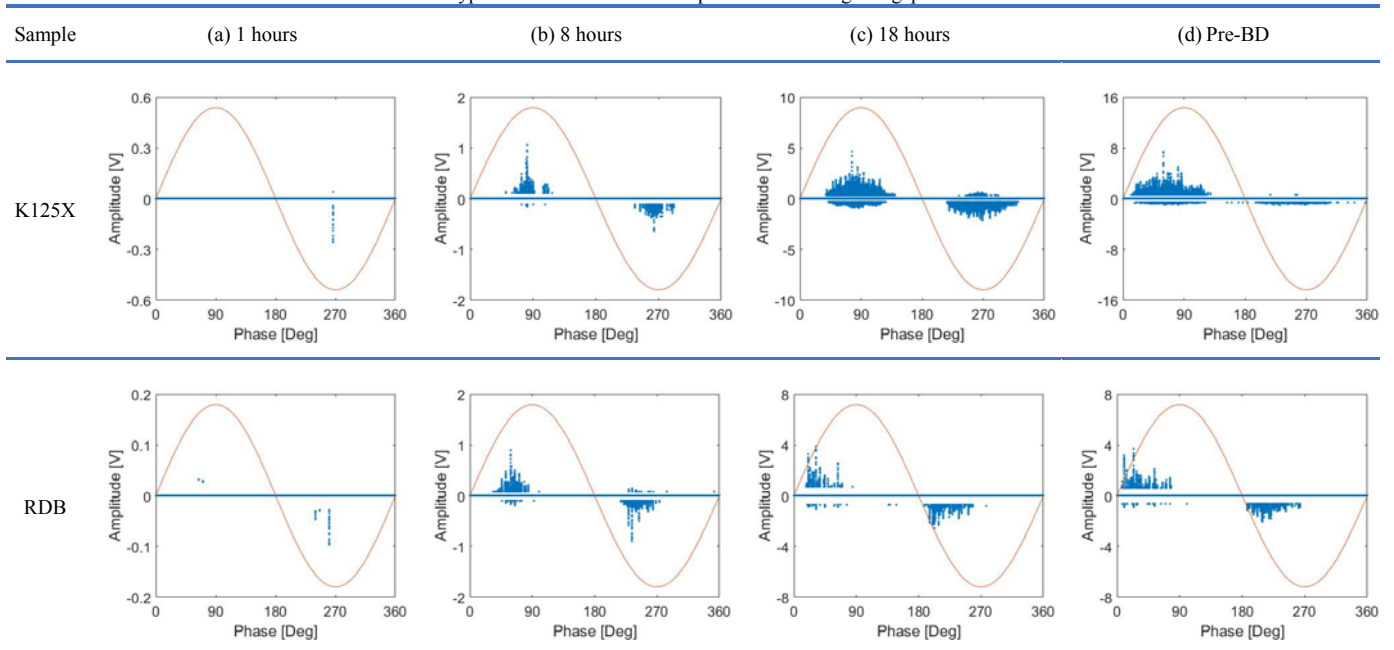 Sample (a) 1 hours (b) 8 hours (c) 18 hours (d) Pre-BD
K125X
0.6 0.3 0 -0.3 -0.6
Amplitude [V]
0 90 180 270 360
Phase [Deg]
2 1 0 -1 -2
Amplitude [V]
0 90 180 270 360
Phase [Deg]
10 5 0 -5 -10
Amplitude [V]
0 90 180 270 360
Phase [Deg]
16 8 0 -8 -16
Amplitude [V]
0 90 180 270 360
Phase [Deg]
RDB
0.2 0.1 0 -0.1 -0.2
Amplitude [V]
0 90 180 270 360
Phase [Deg]
2 1 0 -1 -2
Amplitude [V]
0 90 180 270 360
Phase [Deg]
8 4 0 -4 -8
Amplitude [V]
0 90 180 270 360
Phase [Deg]
8 4 0 -4 -8
Amplitude [V]
0 90 180 270 360
Phase [Deg]